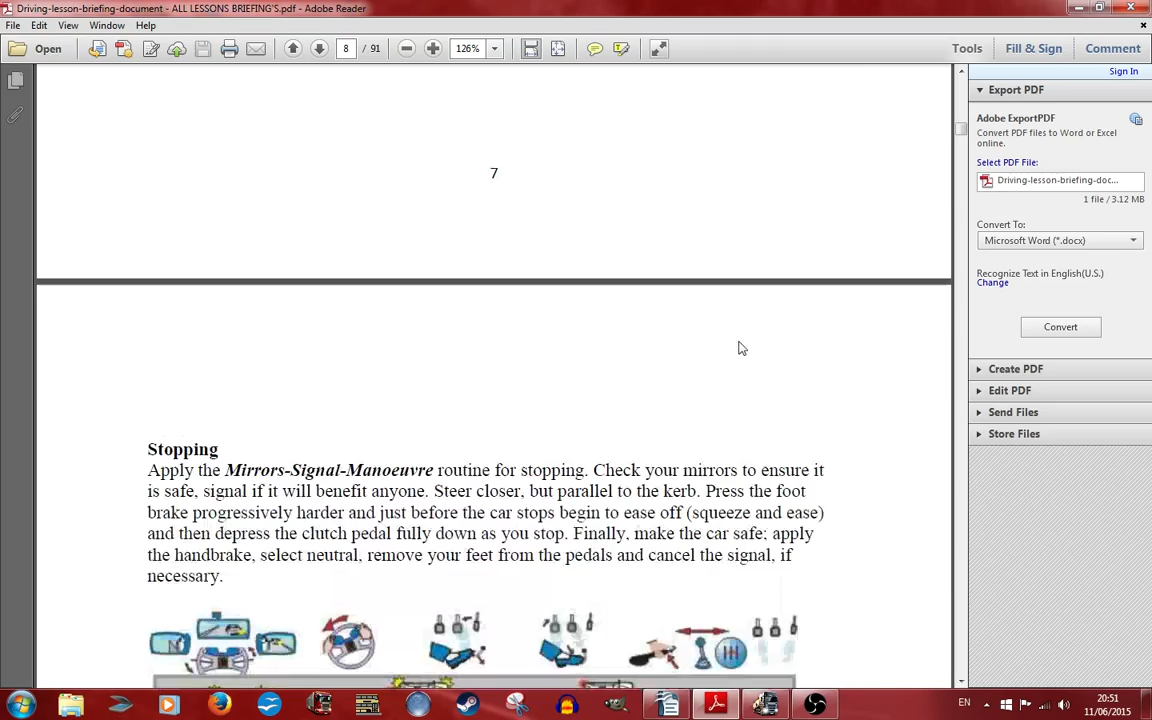 Driving-lesson-briefing-document - ALL LESSONS BRIEFING'S.pdf - Adobe Reader
File Edit View Window Help
Open 8 / 91 126% Tools Fill & Sign Comment
Sign In
Export PDF
Adobe ExportPDF
Convert PDF files to Word or Excel
online.
Select PDF File:
Driving-lesson-briefing-doc...
1 file / 3.12 MB
Convert To:
Microsoft Word (*.docx)
Recognize Text in English(U.S.)
Change
Convert
Create PDF
Edit PDF
Send Files
Store Files
7
Stopping
Apply the Mirrors-Signal-Manoeuvre routine for stopping. Check your mirrors to ensure it
is safe, signal if it will benefit anyone. Steer closer, but parallel to the kerb. Press the foot
brake progressively harder and just before the car stops begin to ease off (squeeze and ease)
and then depress the clutch pedal fully down as you stop. Finally, make the car safe; apply
the handbrake, select neutral, remove your feet from the pedals and cancel the signal, if
necessary.
EN
20:51
11/06/2015